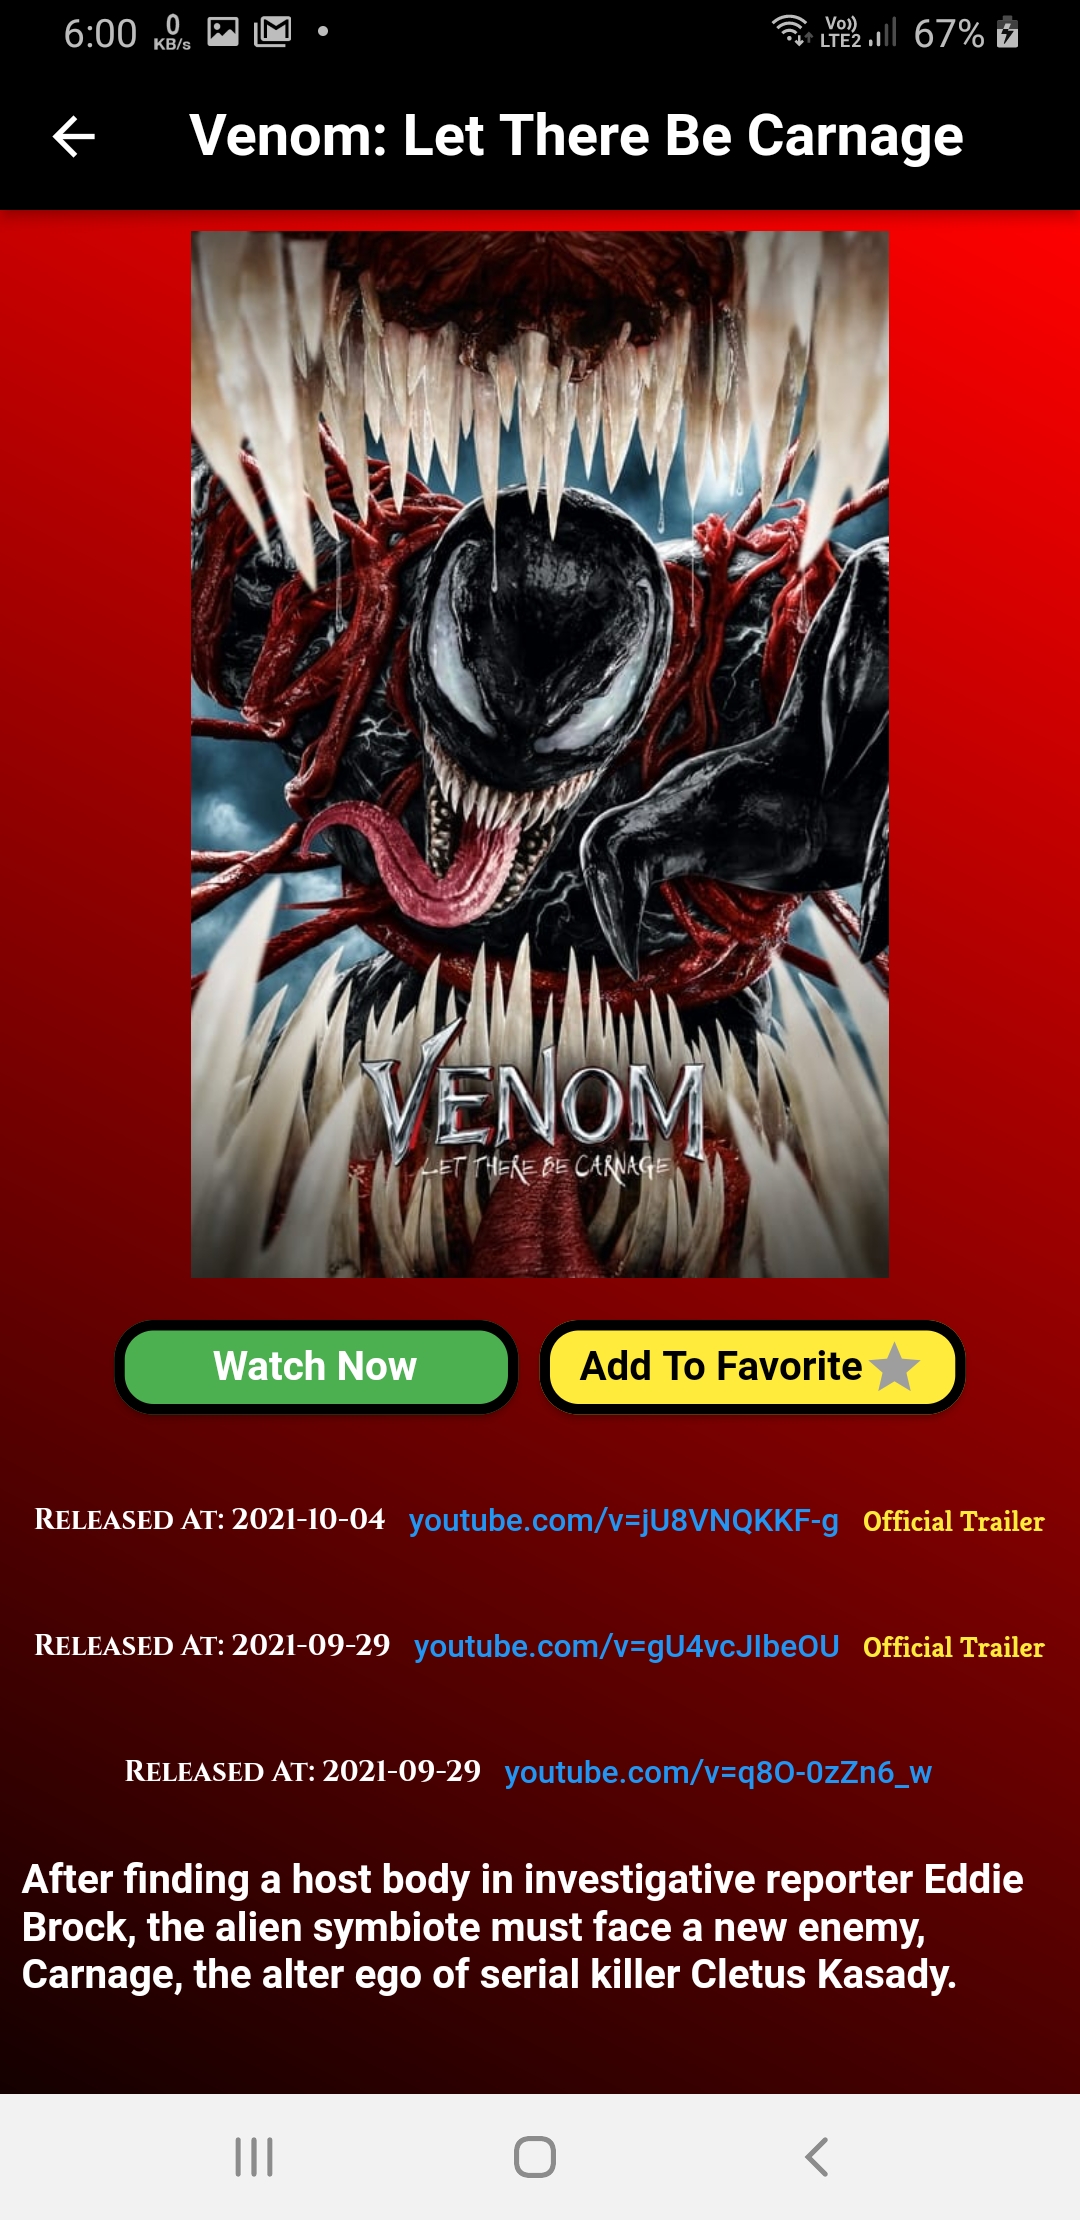 6:00 0 KB/s Vo)) LTE2 67%
Venom: Let There Be Carnage
VENOM
LET THERE BE CARNAGE
Watch Now Add To Favorite
Released At: 2021-10-04 youtube.com/v=jU8VNQKKF-g Official Trailer
Released At: 2021-09-29 youtube.com/v=gU4vcJIbeOU Official Trailer
Released At: 2021-09-29 youtube.com/v=q8O-0zZn6_w
After finding a host body in investigative reporter Eddie
Brock, the alien symbiote must face a new enemy,
Carnage, the alter ego of serial killer Cletus Kasady.